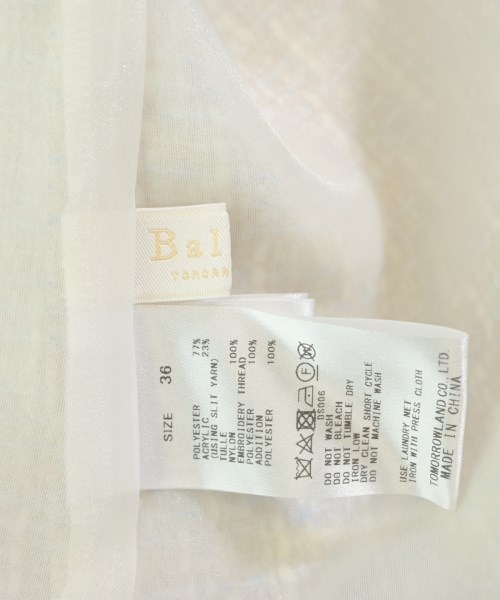 Bal
TOMORR
SIZE 36
POLYESTER 77%
ACRYLIC 23%
(USING SLIT YARN)
TULLE
NYLON 100%
EMBROIDERY THREAD
POLYESTER 100%
ADDITION
POLYESTER 100%
DS006
DO NOT WASH
DO NOT BLEACH
DO NOT TUMBLE DRY
IRON LOW
DRY CLEAN SHORT CYCLE
DO NOT MACHINE WASH
USE LAUNDRY NET
IRON WITH PRESS CLOTH
TOMORROWLAND CO., LTD.
MADE IN CHINA